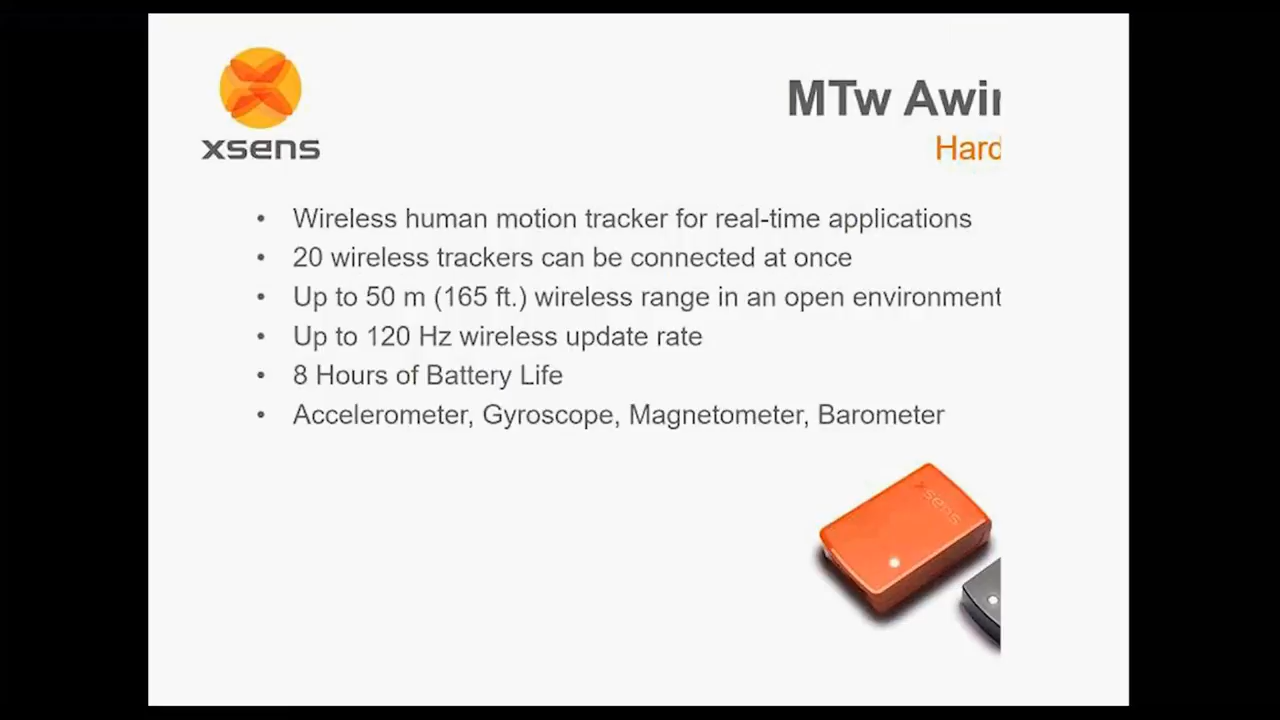 xsens
MTw Awin
Hard
• Wireless human motion tracker for real-time applications
• 20 wireless trackers can be connected at once
• Up to 50 m (165 ft.) wireless range in an open environment
• Up to 120 Hz wireless update rate
• 8 Hours of Battery Life
• Accelerometer, Gyroscope, Magnetometer, Barometer
xsens